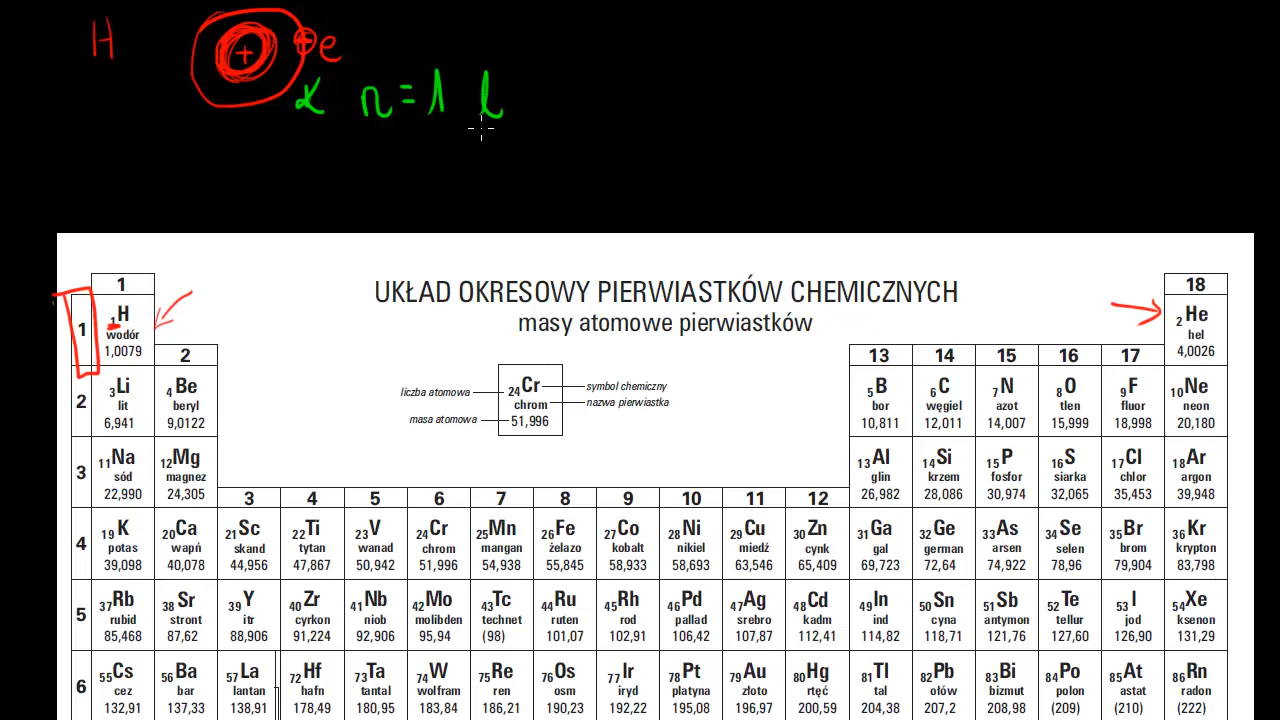 H + e
K n=1 l
1 18
UKŁAD OKRESOWY PIERWIASTKÓW CHEMICZNYCH
masy atomowe pierwiastków
1 1H 2He
wodór hel
1,0079 4,0026
2 13 14 15 16 17
liczba atomowa 24Cr symbol chemiczny
chrom nazwa pierwiastka
masa atomowa 51,996
2 3Li 4Be 5B 6C 7N 8O 9F 10Ne
lit beryl bor węgiel azot tlen fluor neon
6,941 9,0122 10,811 12,011 14,007 15,999 18,998 20,180
3 11Na 12Mg 13Al 14Si 15P 16S 17Cl 18Ar
sód magnez glin krzem fosfor siarka chlor argon
22,990 24,305 26,982 28,086 30,974 32,065 35,453 39,948
3 4 5 6 7 8 9 10 11 12
4 19K 20Ca 21Sc 22Ti 23V 24Cr 25Mn 26Fe 27Co 28Ni 29Cu 30Zn 31Ga 32Ge 33As 34Se 35Br 36Kr
potas wapń skand tytan wanad chrom mangan żelazo kobalt nikiel miedź cynk gal german arsen selen brom krypton
39,098 40,078 44,956 47,867 50,942 51,996 54,938 55,845 58,933 58,693 63,546 65,409 69,723 72,64 74,922 78,96 79,904 83,798
5 37Rb 38Sr 39Y 40Zr 41Nb 42Mo 43Tc 44Ru 45Rh 46Pd 47Ag 48Cd 49In 50Sn 51Sb 52Te 53I 54Xe
rubid stront itr cyrkon niob molibden technet ruten rod pallad srebro kadm ind cyna antymon tellur jod ksenon
85,468 87,62 88,906 91,224 92,906 95,94 (98) 101,07 102,91 106,42 107,87 112,41 114,82 118,71 121,76 127,60 126,90 131,29
6 55Cs 56Ba 57La 72Hf 73Ta 74W 75Re 76Os 77Ir 78Pt 79Au 80Hg 81Tl 82Pb 83Bi 84Po 85At 86Rn
cez bar lantan hafn tantal wolfram ren osm iryd platyna złoto rtęć tal ołów bizmut polon astat radon
132,91 137,33 138,91 178,49 180,95 183,84 186,21 190,23 192,22 195,08 196,97 200,59 204,38 207,2 208,98 (209) (210) (222)